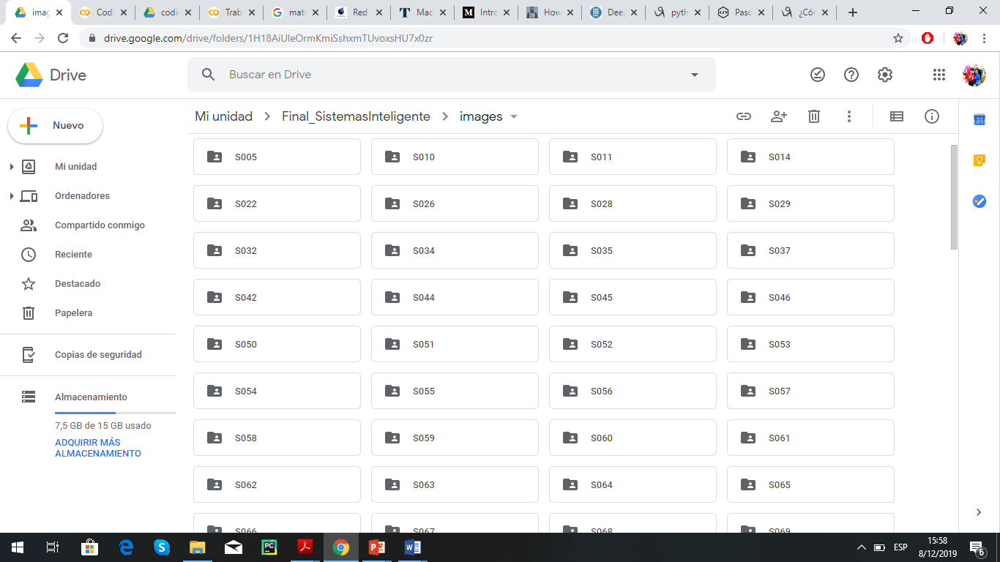 imag
Codi
codi
Trab
mat
Red
Mac
Intro
How
Deep
pyth
Pasc
¿Cór
drive.google.com/drive/folders/1H18AiUIeOrmKmiSshxmTUvoxsHU7x0zr
Drive
Buscar en Drive
Nuevo
Mi unidad > Final_SistemasInteligente > images
31
Mi unidad
Ordenadores
Compartido conmigo
Reciente
Destacado
Papelera
Copias de seguridad
Almacenamiento
7,5 GB de 15 GB usado
ADQUIRIR MÁS
ALMACENAMIENTO
S005 S010 S011 S014
S022 S026 S028 S029
S032 S034 S035 S037
S042 S044 S045 S046
S050 S051 S052 S053
S054 S055 S056 S057
S058 S059 S060 S061
S062 S063 S064 S065
S066 S067 S068 S069
ESP
15:58
8/12/2019
6